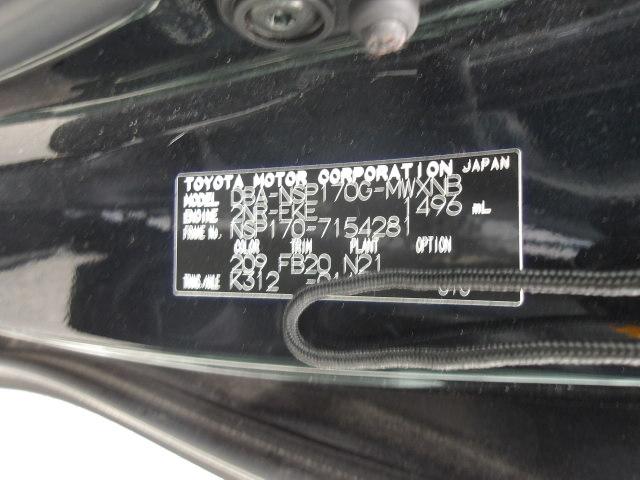 TOYOTA MOTOR CORPORATION JAPAN
MODEL DBA-NSP170G-MWXNB
ENGINE 2NR-EKE 1496 mL
FRAME No. NSP170-7154281
COLOR TRIM PLANT OPTION
209 FB20 N21
TRANS./AXLE K312